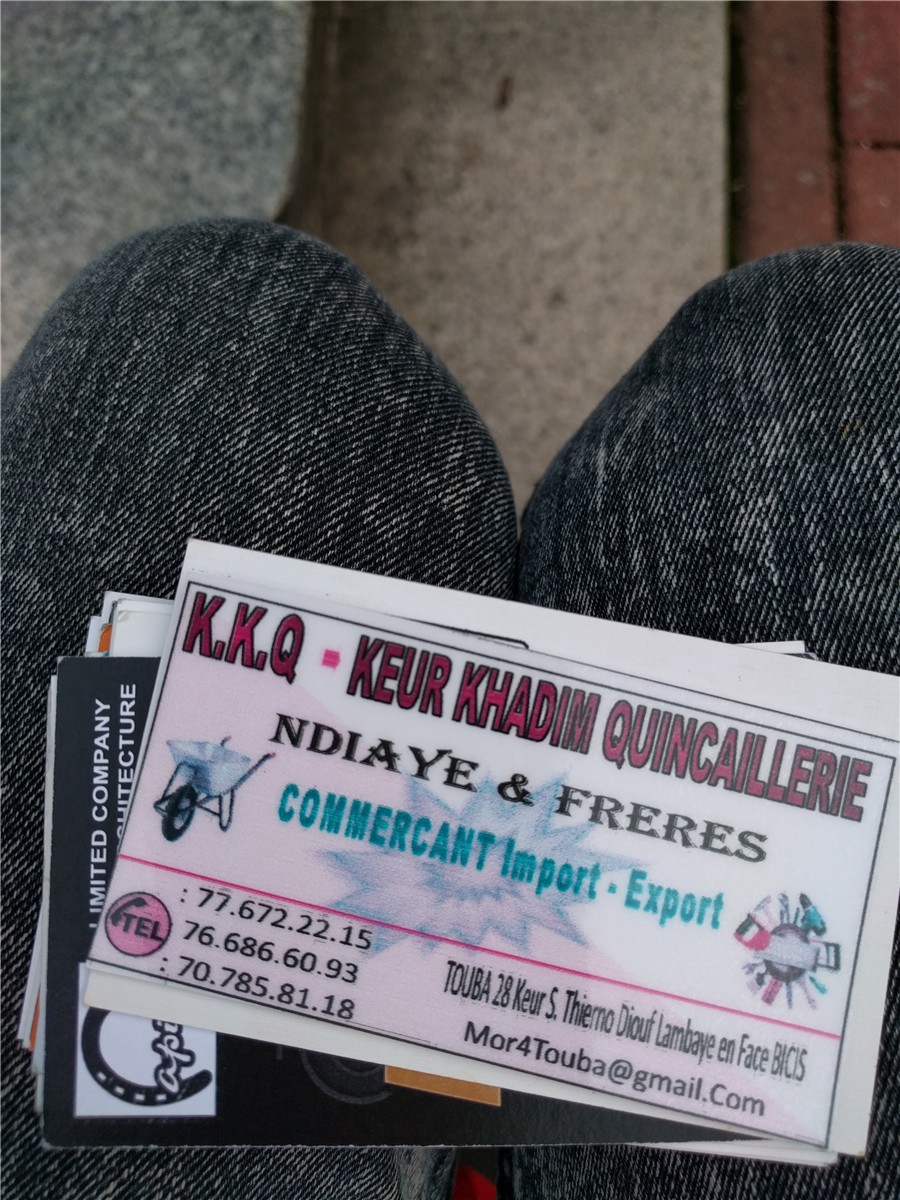 K.K.Q - KEUR KHADIM QUINCAILLERIE
NDIAYE & FRERES
COMMERCANT Import - Export
TEL : 77.672.22.15
76.686.60.93
: 70.785.81.18
TOUBA 28 Keur S. Thierno Diouf Lambaye en Face BICIS
Mor4Touba@gmail.Com
LIMITED COMPANY